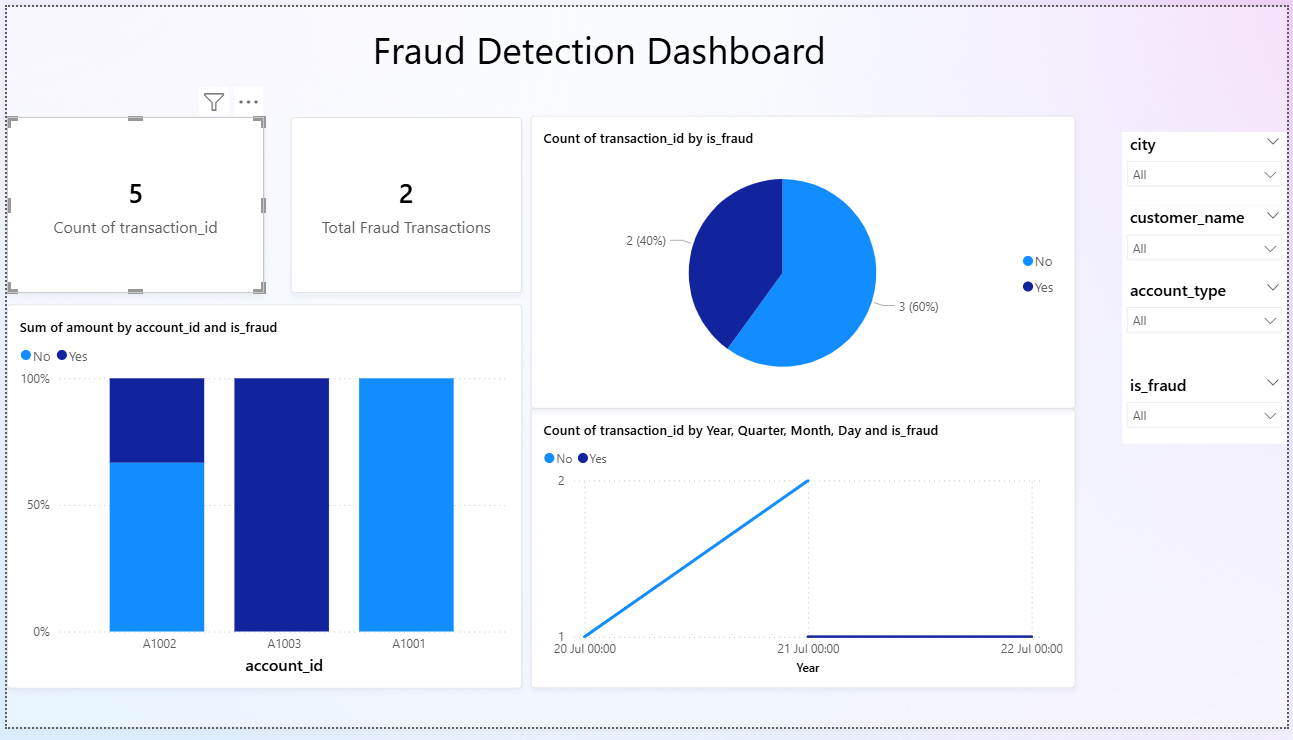 Fraud Detection Dashboard
5
Count of transaction_id
2
Total Fraud Transactions
Count of transaction_id by is_fraud
2 (40%)
3 (60%)
No
Yes
city
All
customer_name
All
account_type
All
is_fraud
All
Sum of amount by account_id and is_fraud
No Yes
100%
50%
0%
A1002 A1003 A1001
account_id
Count of transaction_id by Year, Quarter, Month, Day and is_fraud
No Yes
2
1
20 Jul 00:00 21 Jul 00:00 22 Jul 00:00
Year